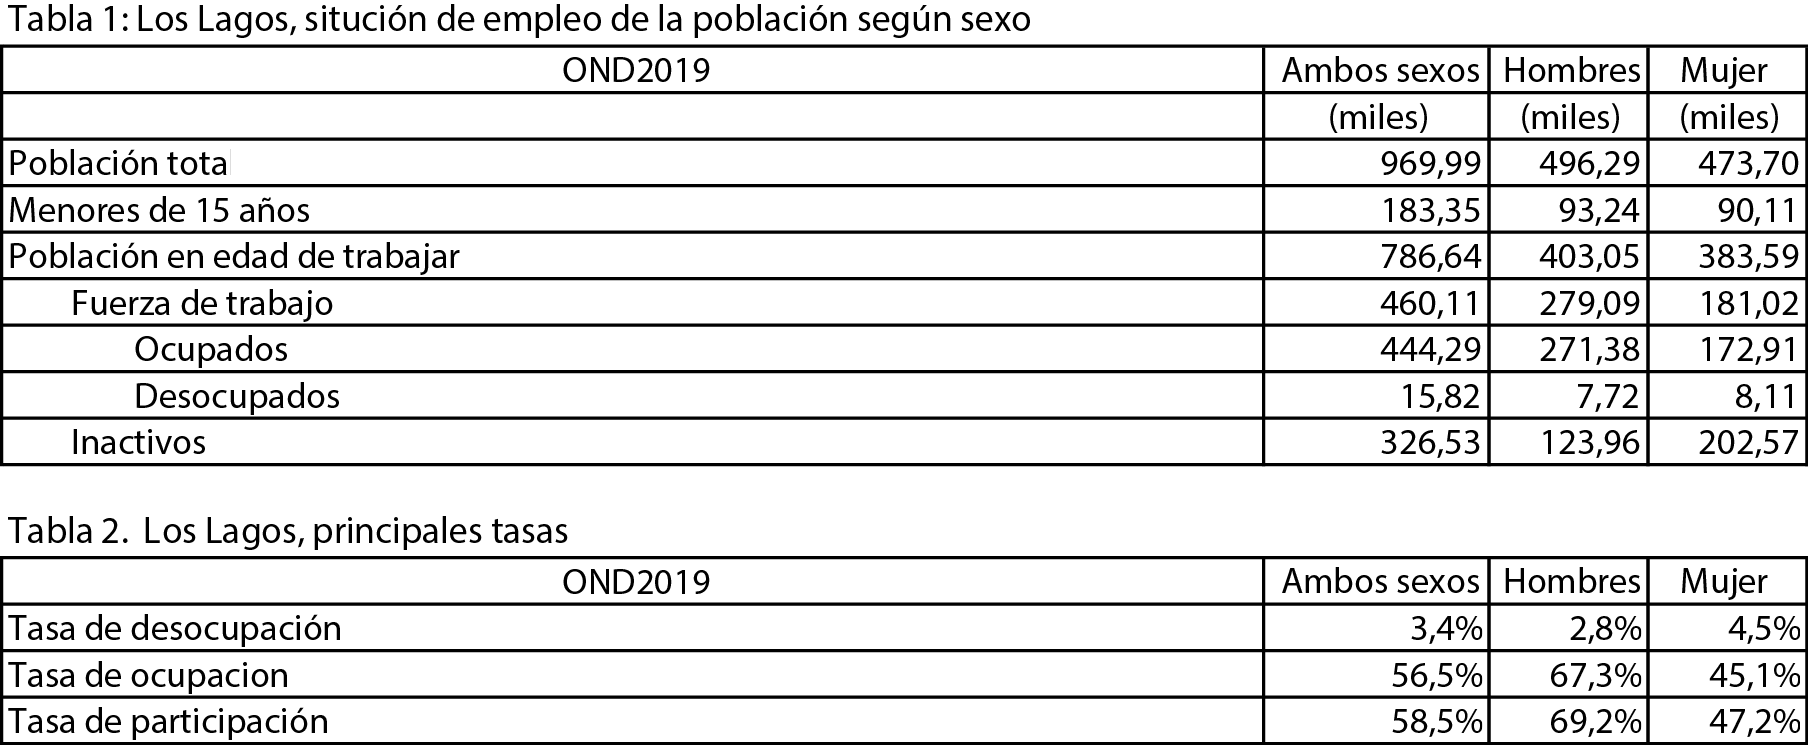 Tabla 1: Los Lagos, situción de empleo de la población según sexo
OND2019 Ambos sexos Hombres Mujer
(miles) (miles) (miles)
Población total 969,99 496,29 473,70
Menores de 15 años 183,35 93,24 90,11
Población en edad de trabajar 786,64 403,05 383,59
Fuerza de trabajo 460,11 279,09 181,02
Ocupados 444,29 271,38 172,91
Desocupados 15,82 7,72 8,11
Inactivos 326,53 123,96 202,57
Tabla 2. Los Lagos, principales tasas
OND2019 Ambos sexos Hombres Mujer
Tasa de desocupación 3,4% 2,8% 4,5%
Tasa de ocupacion 56,5% 67,3% 45,1%
Tasa de participación 58,5% 69,2% 47,2%